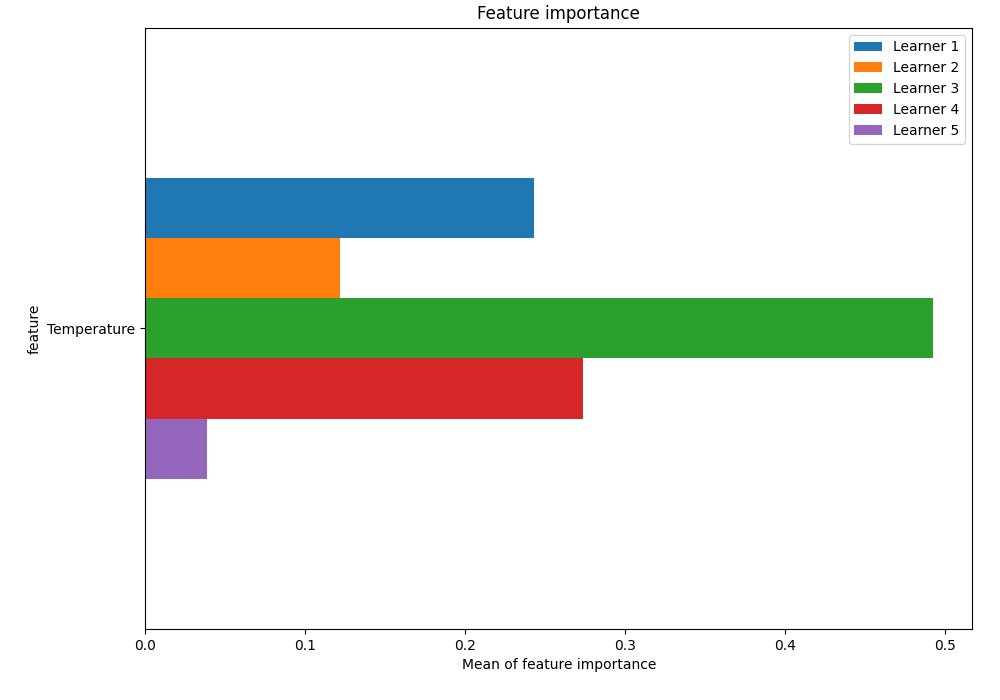 Feature importance
Learner 1
Learner 2
Learner 3
Learner 4
Learner 5
feature
Temperature
0.0 0.1 0.2 0.3 0.4 0.5
Mean of feature importance